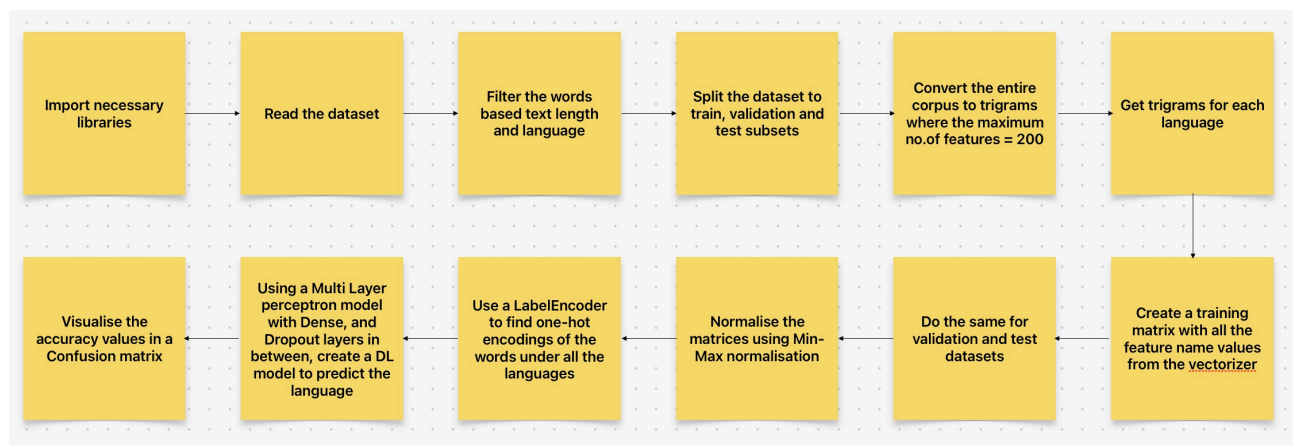 Import necessary
libraries
Read the dataset
Filter the words
based text length
and language
Split the dataset to
train, validation and
test subsets
Convert the entire
corpus to trigrams
where the maximum
no.of features = 200
Get trigrams for each
language
Visualise the
accuracy values in a
Confusion matrix
Using a Multi Layer
perceptron model
with Dense, and
Dropout layers in
between, create a DL
model to predict the
language
Use a LabelEncoder
to find one-hot
encodings of the
words under all the
languages
Normalise the
matrices using Min-
Max normalisation
Do the same for
validation and test
datasets
Create a training
matrix with all the
feature name values
from the vectorizer